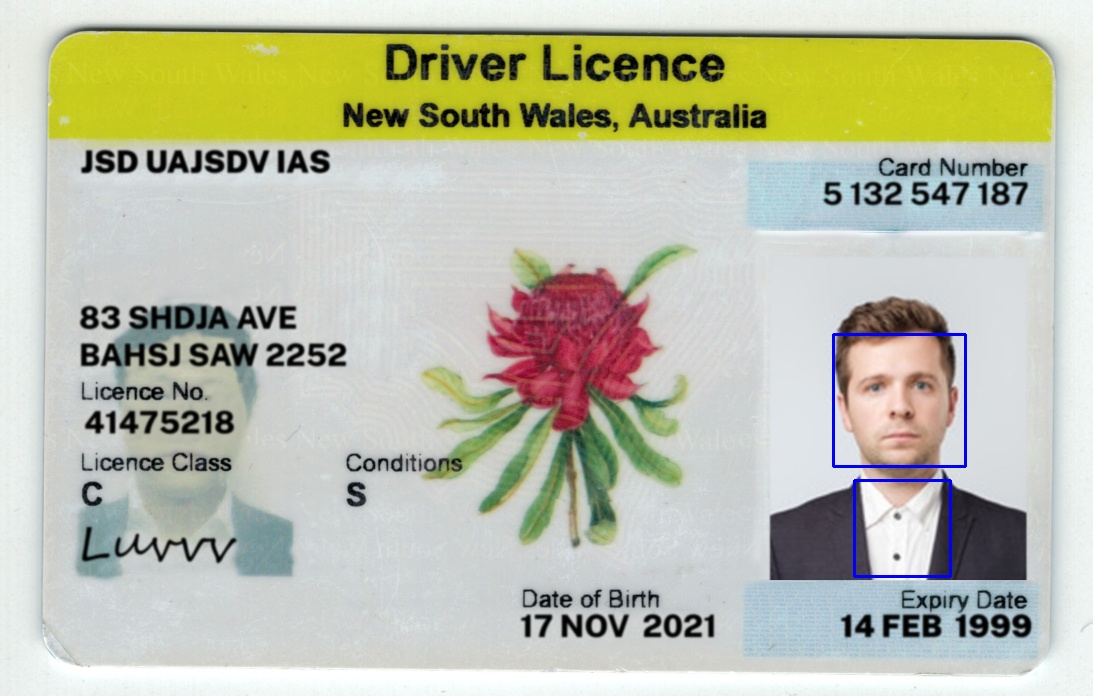 Driver Licence
New South Wales, Australia
JSD UAJSDV IAS
Card Number
5 132 547 187
83 SHDJA AVE
BAHSJ SAW 2252
Licence No.
41475218
Licence Class
Conditions
C
S
Luvvv
Date of Birth
17 NOV 2021
Expiry Date
14 FEB 1999